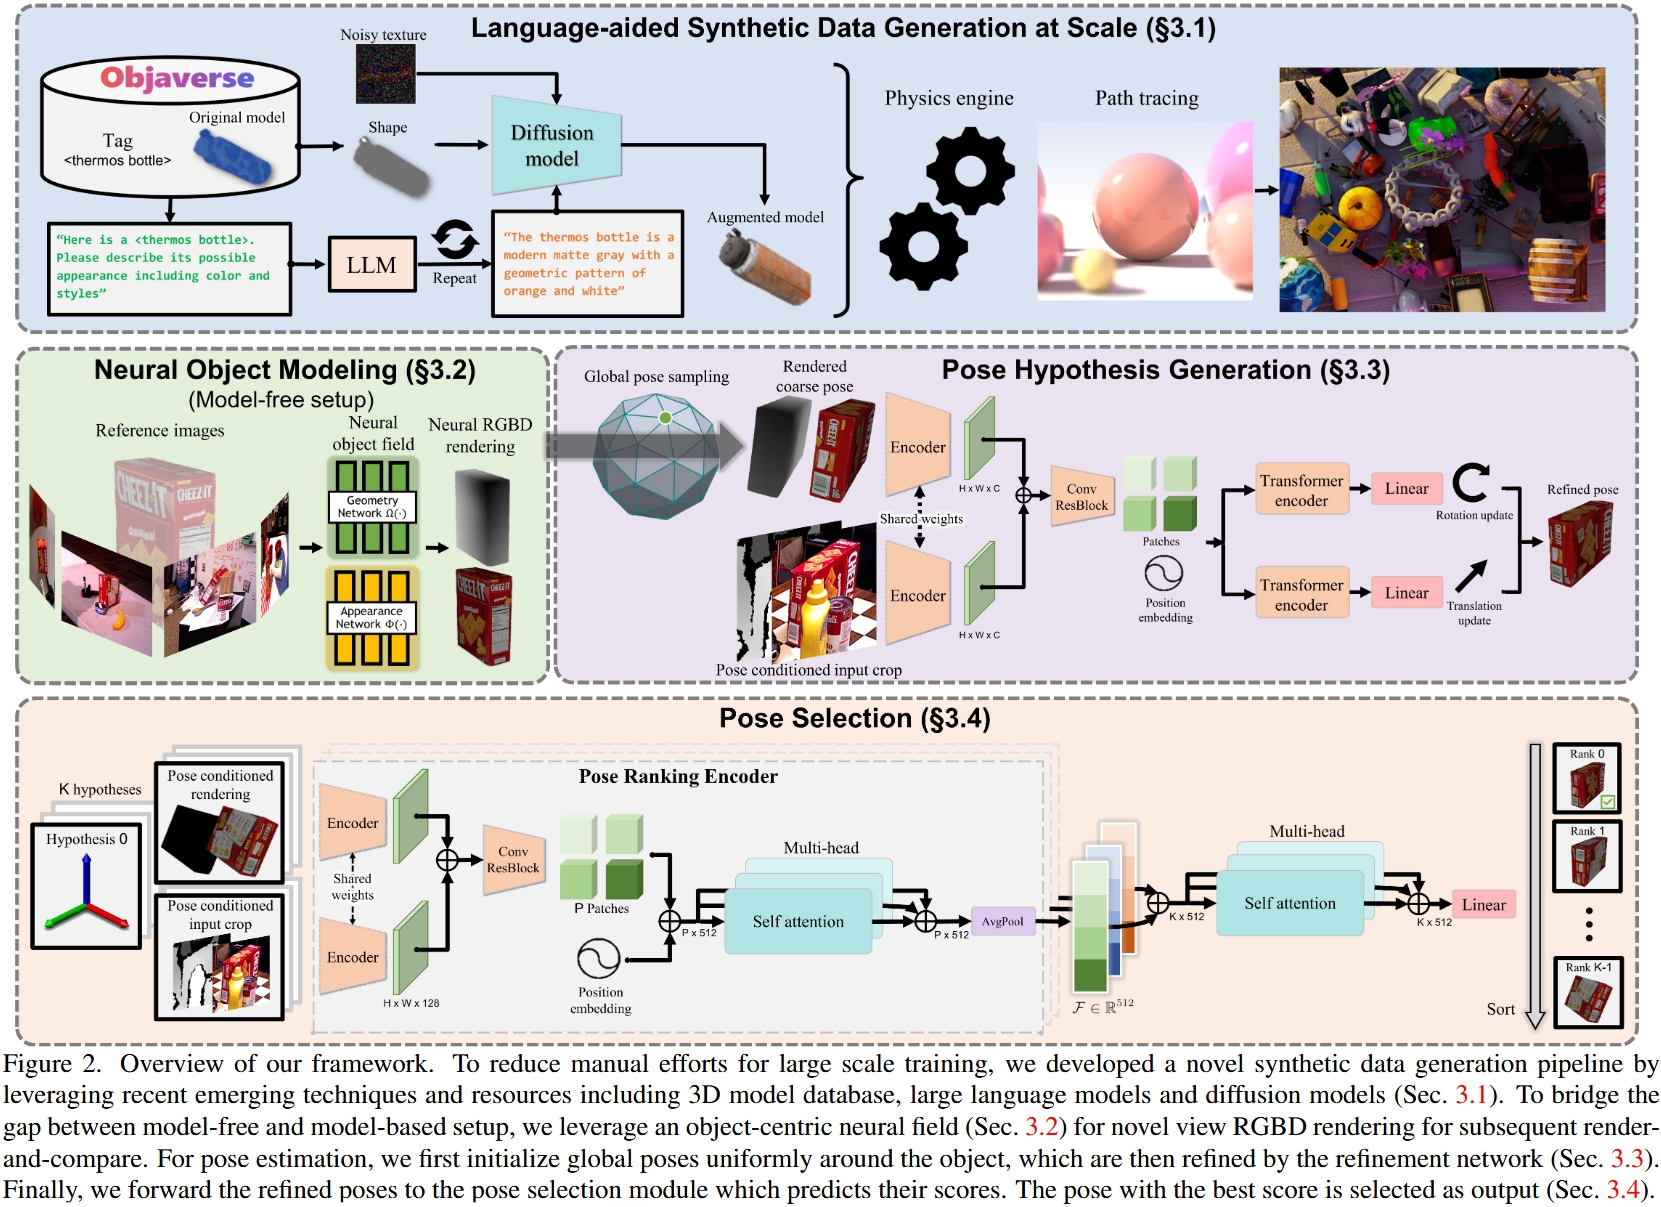 Language-aided Synthetic Data Generation at Scale (§3.1)
Objaverse
Original model
Tag
<thermos bottle>
Noisy texture
Shape
Diffusion
model
"Here is a <thermos bottle>.
Please describe its possible
appearance including color and
styles"
LLM
Repeat
"The thermos bottle is a
modern matte gray with a
geometric pattern of
orange and white"
Augmented model
Physics engine
Path tracing
Neural Object Modeling (§3.2)
(Model-free setup)
Reference images
Neural
object field
Neural RGBD
rendering
Geometry
Network Ω(·)
Appearance
Network Φ(·)
CHEEZ-IT
CHEEZ-IT
Pose Hypothesis Generation (§3.3)
Global pose sampling
Rendered
coarse pose
Encoder
H x W x C
Shared weights
Encoder
H x W x C
Pose conditioned input crop
Conv
ResBlock
Patches
Position
embedding
Transformer
encoder
Linear
Rotation update
Transformer
encoder
Linear
Translation
update
Refined pose
Pose Selection (§3.4)
K hypotheses
Hypothesis 0
Pose conditioned
rendering
Pose conditioned
input crop
Pose Ranking Encoder
Encoder
Shared
weights
Encoder
H x W x 128
Conv
ResBlock
P Patches
Position
embedding
P x 512
Multi-head
Self attention
P x 512
AvgPool
F ∈ ℝ⁵¹²
K x 512
Multi-head
Self attention
K x 512
Linear
Sort
Rank 0
Rank 1
Rank K-1
Figure 2. Overview of our framework. To reduce manual efforts for large scale training, we developed a novel synthetic data generation pipeline by
leveraging recent emerging techniques and resources including 3D model database, large language models and diffusion models (Sec. 3.1). To bridge the
gap between model-free and model-based setup, we leverage an object-centric neural field (Sec. 3.2) for novel view RGBD rendering for subsequent render-
and-compare. For pose estimation, we first initialize global poses uniformly around the object, which are then refined by the refinement network (Sec. 3.3).
Finally, we forward the refined poses to the pose selection module which predicts their scores. The pose with the best score is selected as output (Sec. 3.4).